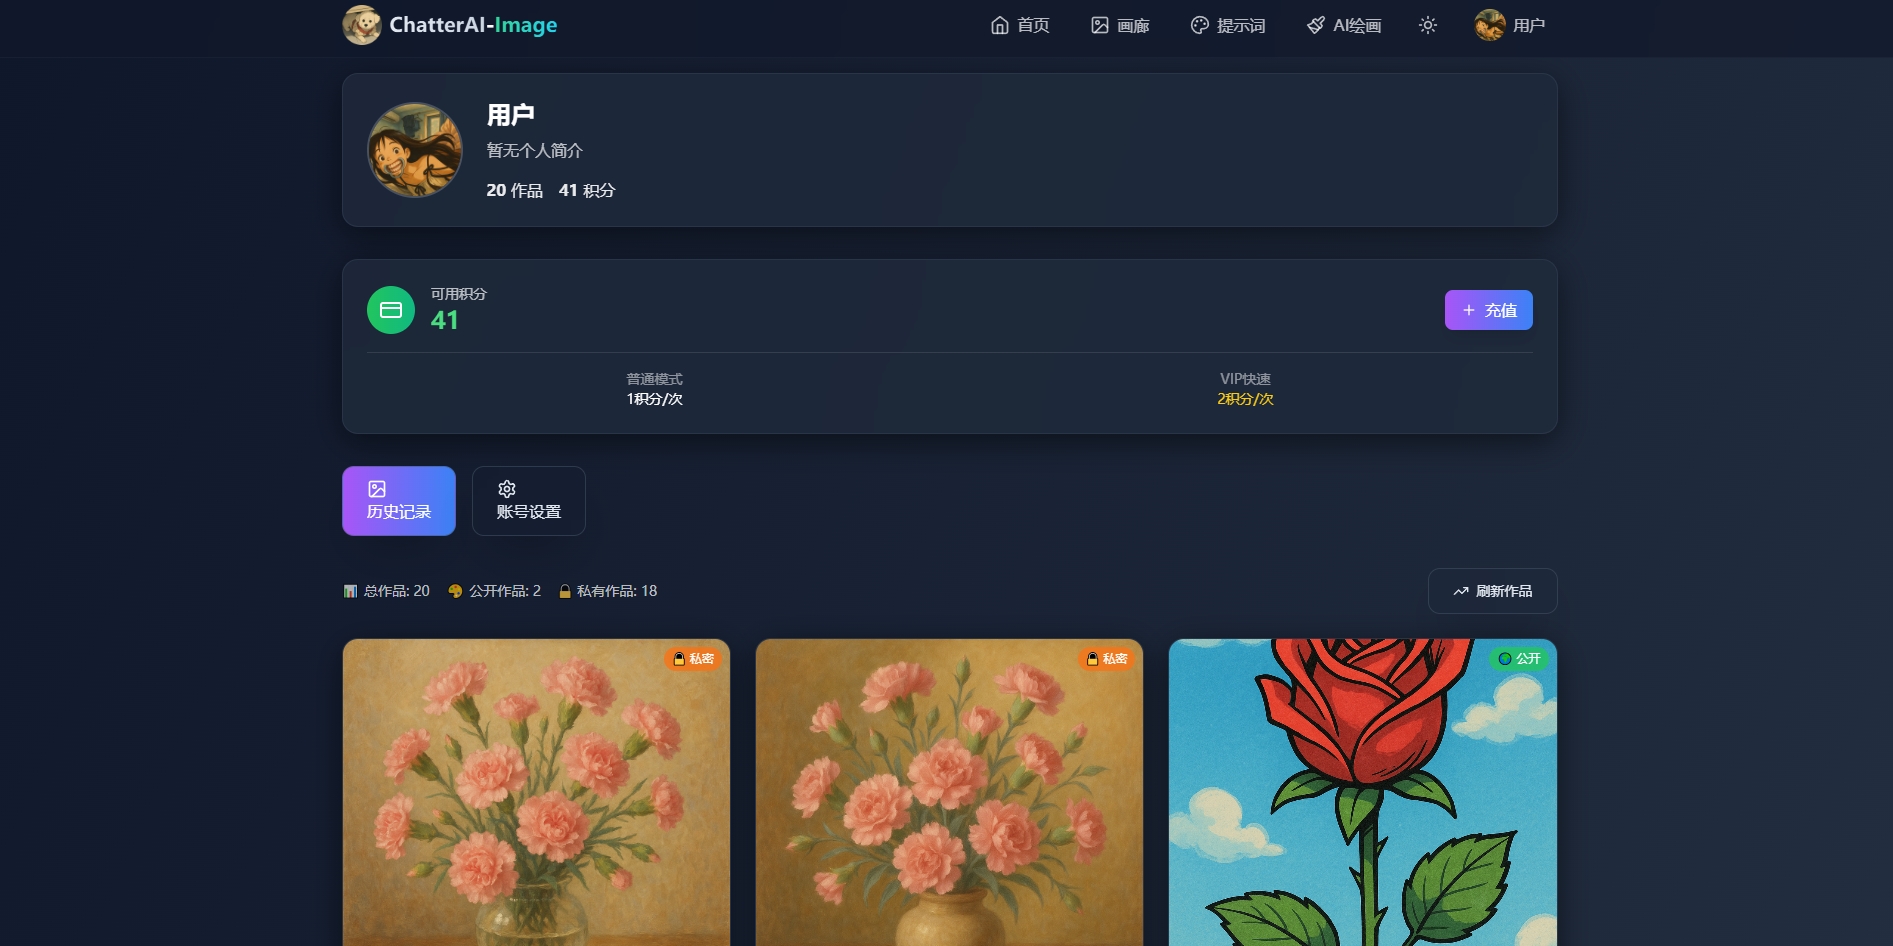 ChatterAI-Image
首页
画廊
提示词
AI绘画
用户
用户
暂无个人简介
20 作品 41 积分
可用积分
41
+ 充值
普通模式
1积分/次
VIP快速
2积分/次
历史记录
账号设置
总作品: 20 公开作品: 2 私有作品: 18
刷新作品
私密
私密
公开